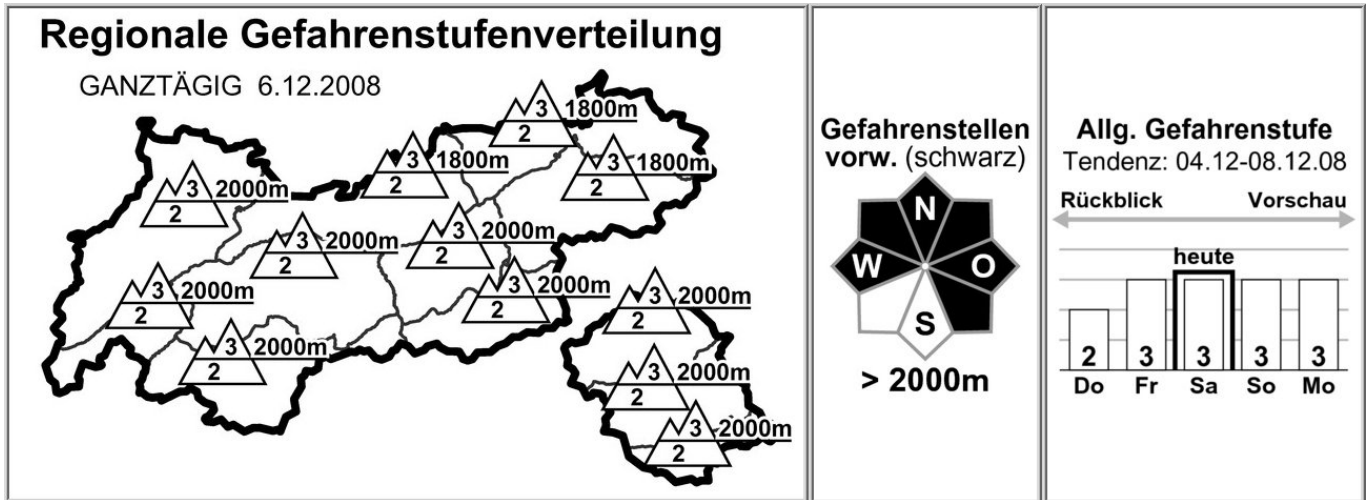 Regionale Gefahrenstufenverteilung
GANZTÄGIG 6.12.2008
3 1800m
2
3 1800m
2
3 1800m
2
3 2000m
2
3 2000m
2
3 2000m
2
3 2000m
2
3 2000m
2
3 2000m
2
3 2000m
2
3 2000m
2
3 2000m
2
3 2000m
2
Gefahrenstellen
vorw. (schwarz)
N
W O
S
> 2000m
Allg. Gefahrenstufe
Tendenz: 04.12-08.12.08
Rückblick Vorschau
heute
2 3 3 3 3
Do Fr Sa So Mo